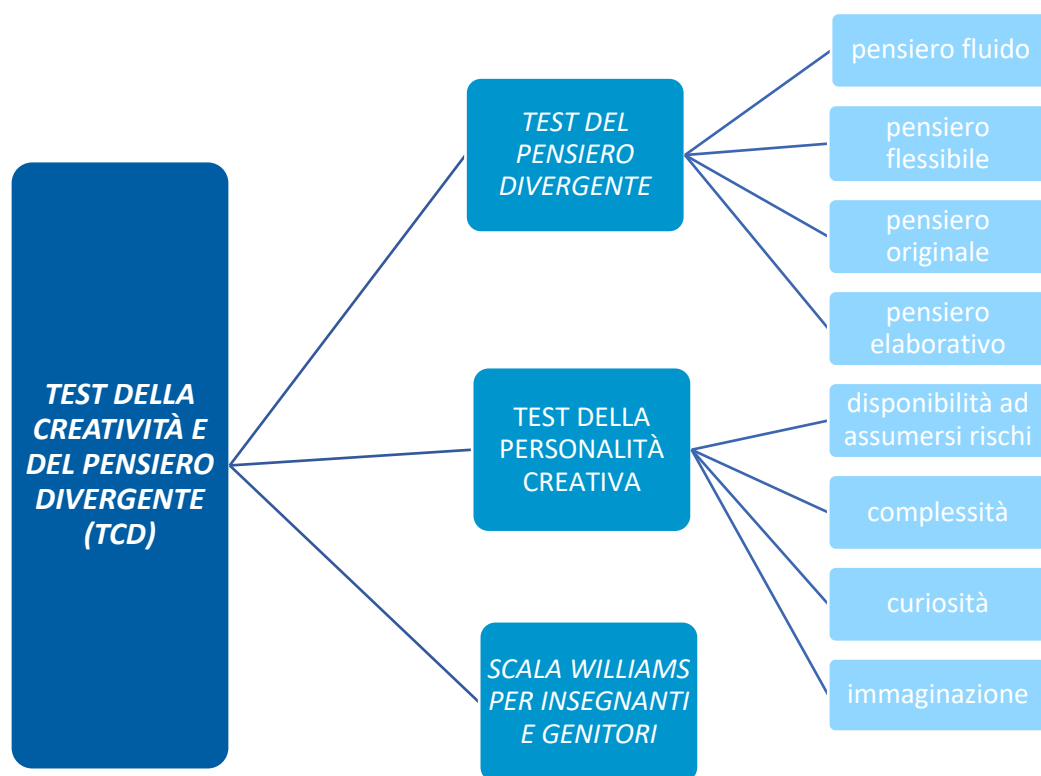 TEST DELLA
CREATIVITÀ E
DEL PENSIERO
DIVERGENTE
(TCD)
TEST DEL
PENSIERO
DIVERGENTE
pensiero fluido
pensiero
flessibile
pensiero
originale
pensiero
elaborativo
TEST DELLA
PERSONALITÀ
CREATIVA
disponibilità ad
assumersi rischi
complessità
curiosità
immaginazione
SCALA WILLIAMS
PER INSEGNANTI
E GENITORI